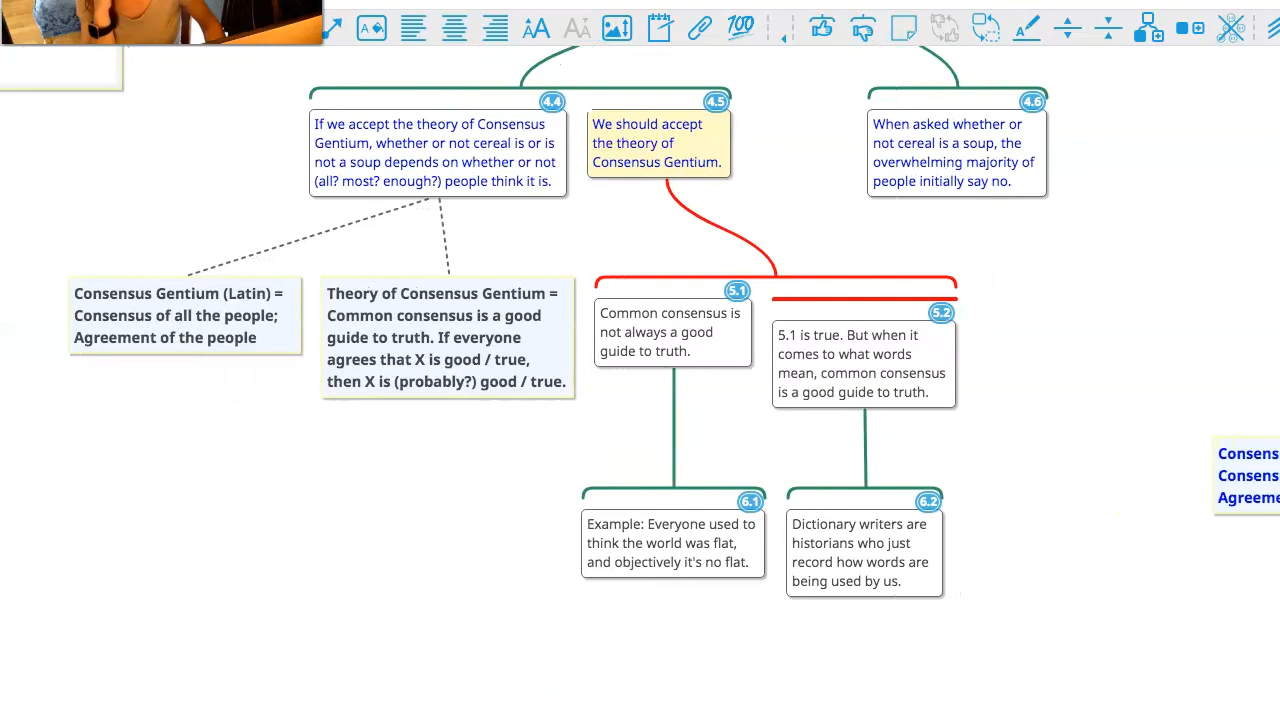 100
4.4
If we accept the theory of Consensus
Gentium, whether or not cereal is or is
not a soup depends on whether or not
(all? most? enough?) people think it is.
4.5
We should accept
the theory of
Consensus Gentium.
4.6
When asked whether or
not cereal is a soup, the
overwhelming majority of
people initially say no.
Consensus Gentium (Latin) =
Consensus of all the people;
Agreement of the people
Theory of Consensus Gentium =
Common consensus is a good
guide to truth. If everyone
agrees that X is good / true,
then X is (probably?) good / true.
5.1
Common consensus is
not always a good
guide to truth.
5.2
5.1 is true. But when it
comes to what words
mean, common consensus
is a good guide to truth.
Consens
Consens
Agreeme
6.1
Example: Everyone used to
think the world was flat,
and objectively it's no flat.
6.2
Dictionary writers are
historians who just
record how words are
being used by us.